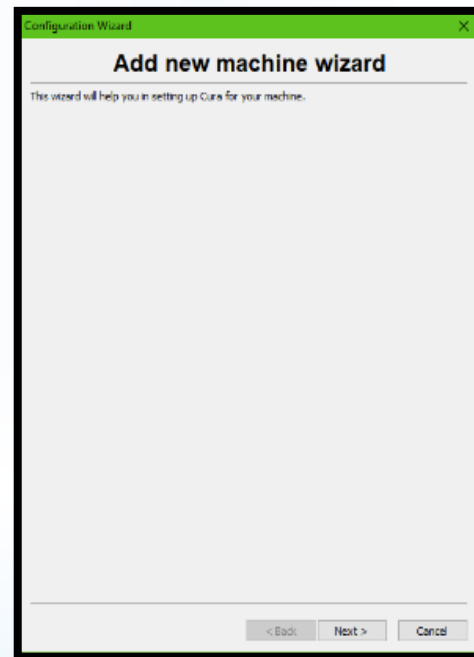 Configuration Wizard
Add new machine wizard
This wizard will help you in setting up Cura for your machine.
< Back Next > Cancel